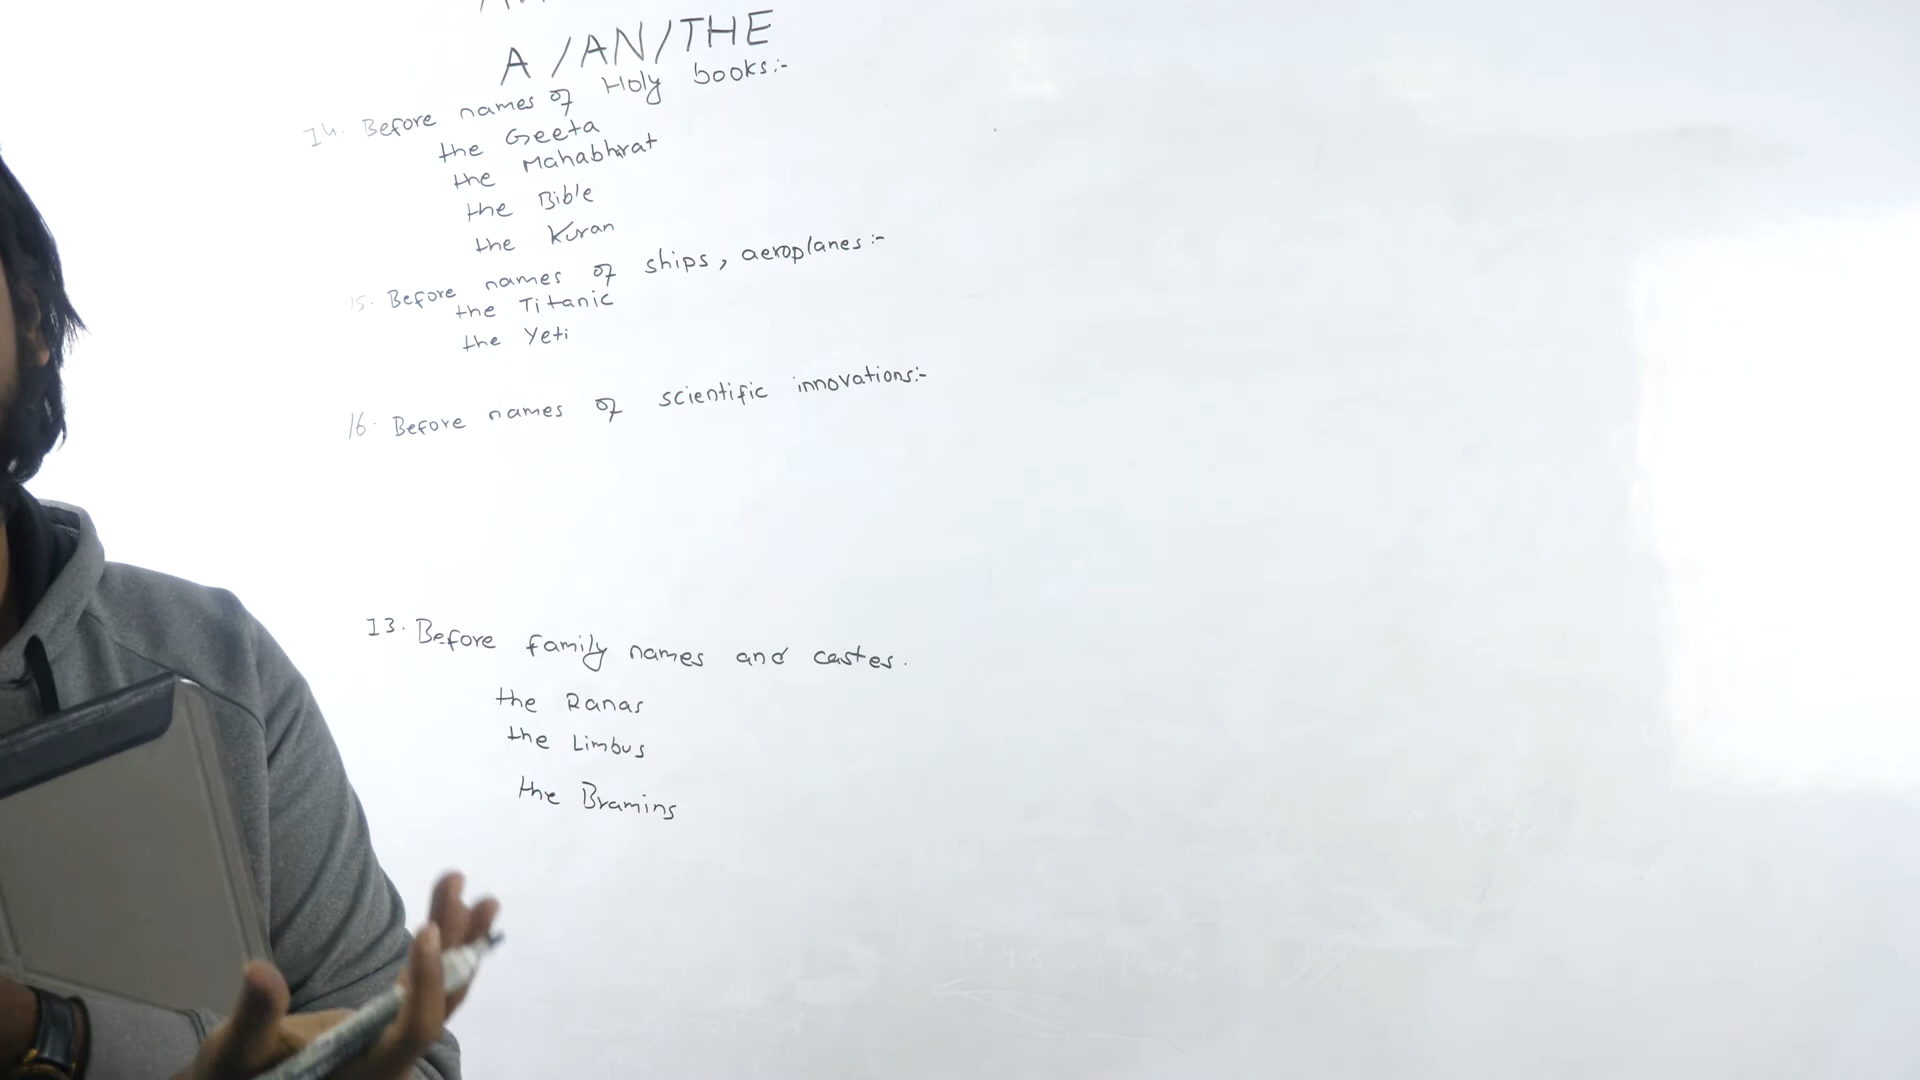 A/AN/THE
14. Before names of Holy books:-
the Geeta
the Mahabhrat
the Bible
the Kuran
15. Before names of ships, aeroplanes:-
the Titanic
the Yeti
16. Before names of scientific innovations:-
13. Before family names and castes.
the Ranas
the Limbus
the Bramins